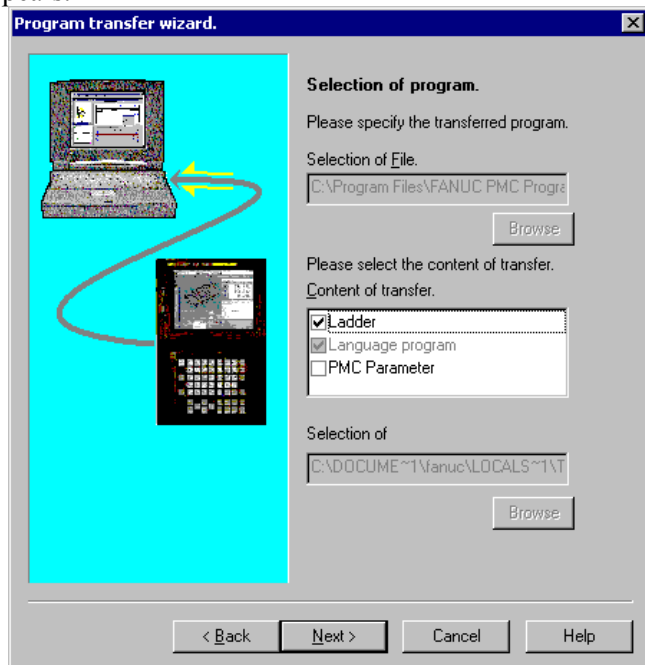 Program transfer wizard.
Selection of program.
Please specify the transferred program.
Selection of File.
C:\Program Files\FANUC PMC Progra
Browse
Please select the content of transfer.
Content of transfer.
Ladder
Language program
PMC Parameter
Selection of
C:\DOCUME~1\fanuc\LOCALS~1\T
Browse
< Back
Next >
Cancel
Help